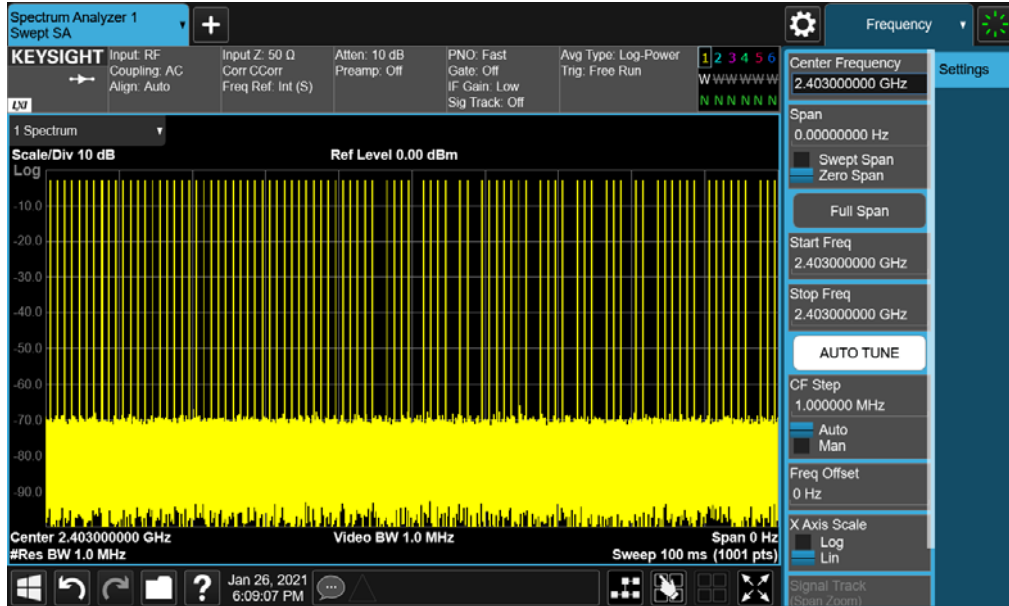 Spectrum Analyzer 1
Swept SA
+
Frequency
KEYSIGHT
LXI
Input: RF
Coupling: AC
Align: Auto
Input Z: 50 Ω
Corr CCorr
Freq Ref: Int (S)
Atten: 10 dB
Preamp: Off
PNO: Fast
Gate: Off
IF Gain: Low
Sig Track: Off
Avg Type: Log-Power
Trig: Free Run
1 2 3 4 5 6
W W W W W W
N N N N N N
1 Spectrum
Scale/Div 10 dB
Ref Level 0.00 dBm
Log
-10.0
-20.0
-30.0
-40.0
-50.0
-60.0
-70.0
-80.0
-90.0
Center 2.403000000 GHz
Video BW 1.0 MHz
Span 0 Hz
#Res BW 1.0 MHz
Sweep 100 ms (1001 pts)
Center Frequency
2.403000000 GHz
Settings
Span
0.00000000 Hz
Swept Span
Zero Span
Full Span
Start Freq
2.403000000 GHz
Stop Freq
2.403000000 GHz
AUTO TUNE
CF Step
1.000000 MHz
Auto
Man
Freq Offset
0 Hz
X Axis Scale
Log
Lin
Signal Track
(Span Zoom)
?
Jan 26, 2021
6:09:07 PM